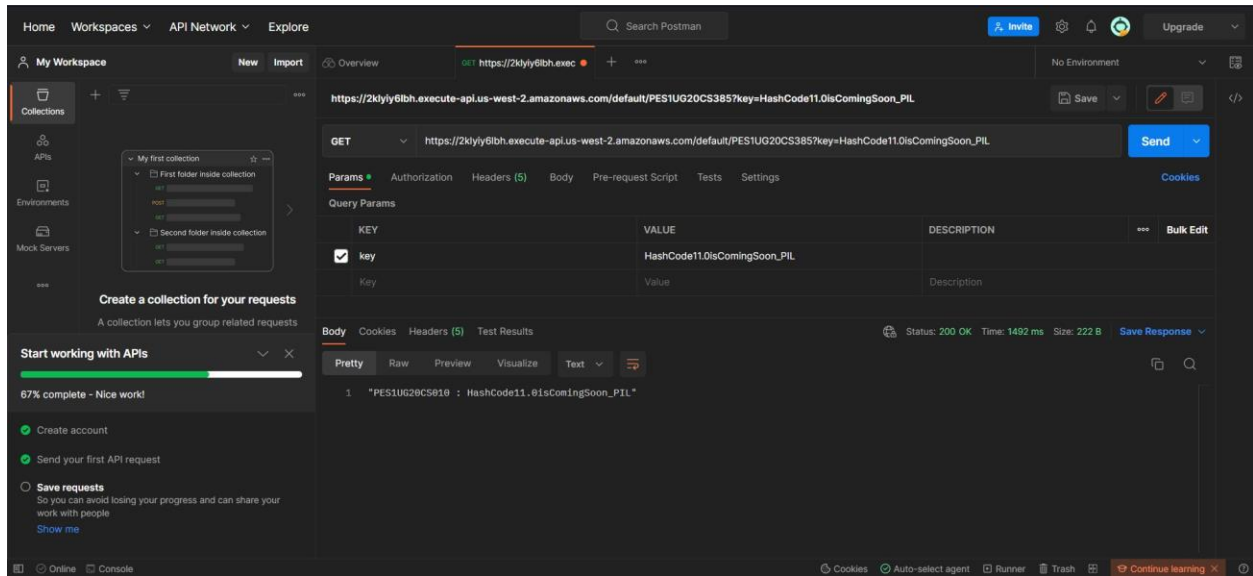 Home Workspaces API Network Explore Search Postman Invite Upgrade
My Workspace New Import
Overview GET https://2klyiy6lbh.exec No Environment
Collections
APIs
Environments
Mock Servers
My first collection
First folder inside collection
GET
POST
GET
Second folder inside collection
GET
GET
Create a collection for your requests
A collection lets you group related requests
https://2klyiy6lbh.execute-api.us-west-2.amazonaws.com/default/PES1UG20CS385?key=HashCode11.0isComingSoon_PIL Save
GET https://2klyiy6lbh.execute-api.us-west-2.amazonaws.com/default/PES1UG20CS385?key=HashCode11.0isComingSoon_PIL Send
Params Authorization Headers (5) Body Pre-request Script Tests Settings Cookies
Query Params
KEY VALUE DESCRIPTION Bulk Edit
key HashCode11.0isComingSoon_PIL
Key Value Description
Body Cookies Headers (5) Test Results Status: 200 OK Time: 1492 ms Size: 222 B Save Response
Pretty Raw Preview Visualize Text
1 "PES1UG20CS010 : HashCode11.0isComingSoon_PIL"
Start working with APIs
67% complete - Nice work!
Create account
Send your first API request
Save requests
So you can avoid losing your progress and can share your
work with people
Show me
Online Console Cookies Auto-select agent Runner Trash Continue learning